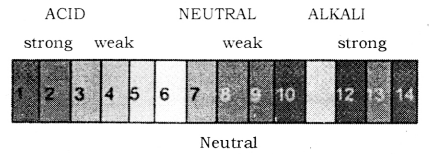 ACID NEUTRAL ALKALI
strong weak weak strong
1 2 3 4 5 6 7 8 9 10 12 13 14
Neutral